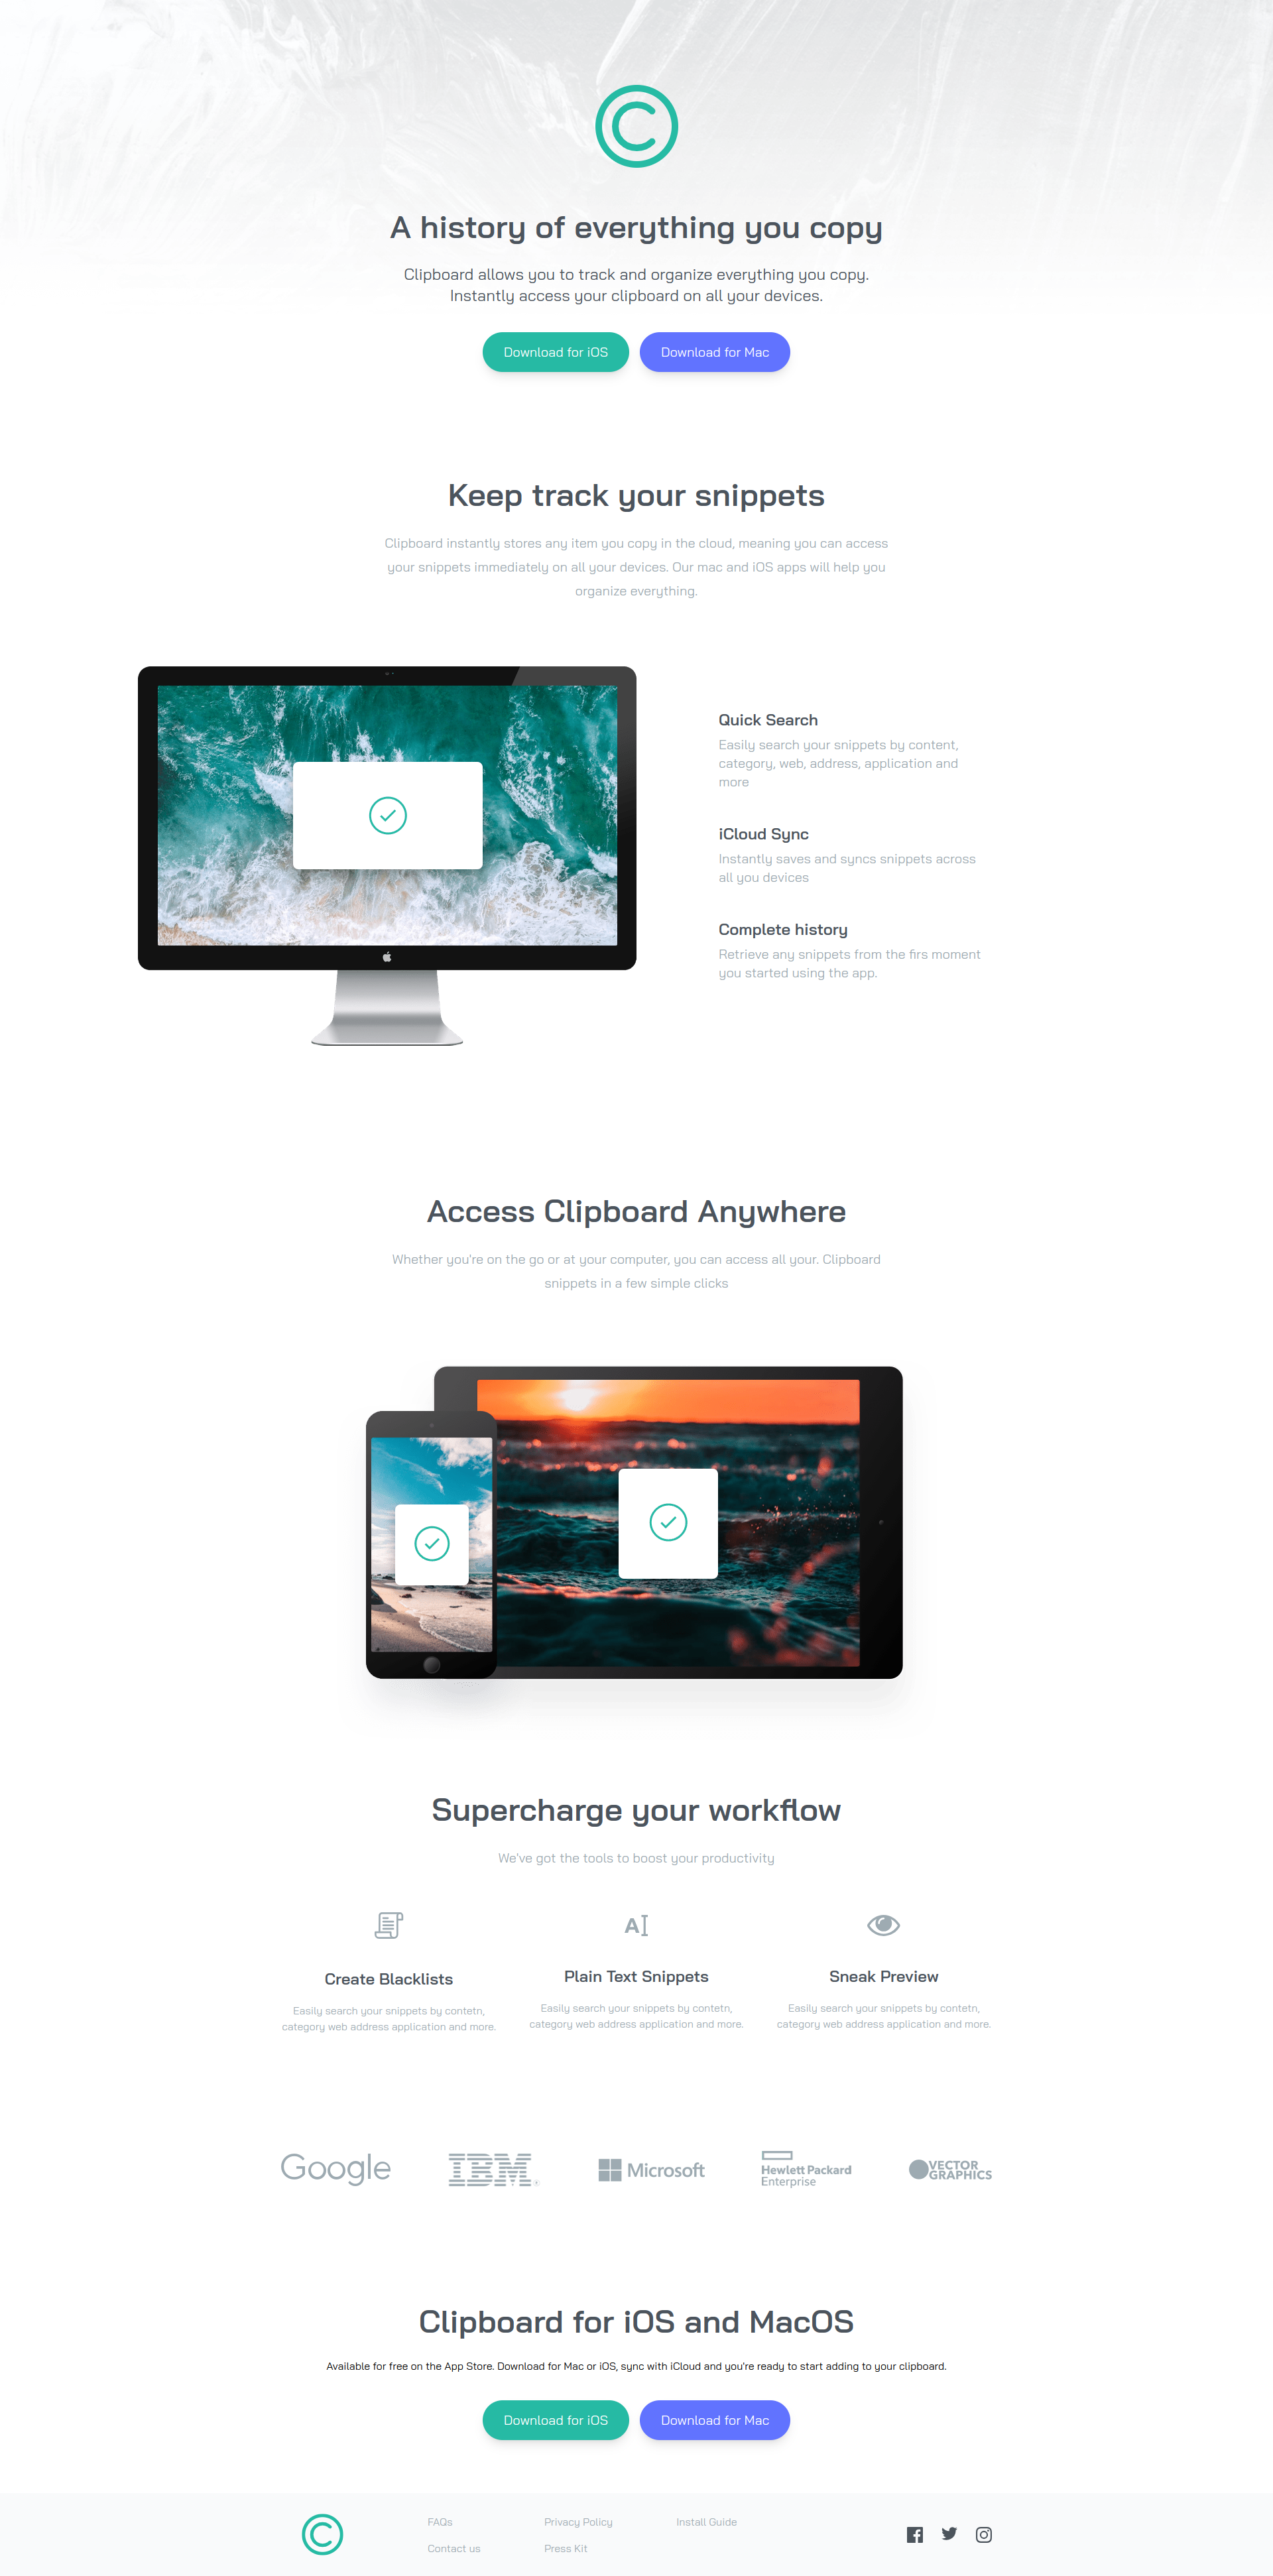 A history of everything you copy
Clipboard allows you to track and organize everything you copy.
Instantly access your clipboard on all your devices.
Download for iOS
Download for Mac
Keep track your snippets
Clipboard instantly stores any item you copy in the cloud, meaning you can access
your snippets immediately on all your devices. Our mac and iOS apps will help you
organize everything.
Quick Search
Easily search your snippets by content,
category, web, address, application and
more
iCloud Sync
Instantly saves and syncs snippets across
all you devices
Complete history
Retrieve any snippets from the firs moment
you started using the app.
Access Clipboard Anywhere
Whether you're on the go or at your computer, you can access all your. Clipboard
snippets in a few simple clicks
Supercharge your workflow
We've got the tools to boost your productivity
Create Blacklists
Easily search your snippets by contetn,
category web address application and more.
Plain Text Snippets
Easily search your snippets by contetn,
category web address application and more.
Sneak Preview
Easily search your snippets by contetn,
category web address application and more.
Google
IBM
Microsoft
Hewlett Packard
Enterprise
VECTOR
GRAPHICS
Clipboard for iOS and MacOS
Available for free on the App Store. Download for Mac or iOS, sync with iCloud and you're ready to start adding to your clipboard.
Download for iOS
Download for Mac
FAQs
Contact us
Privacy Policy
Press Kit
Install Guide